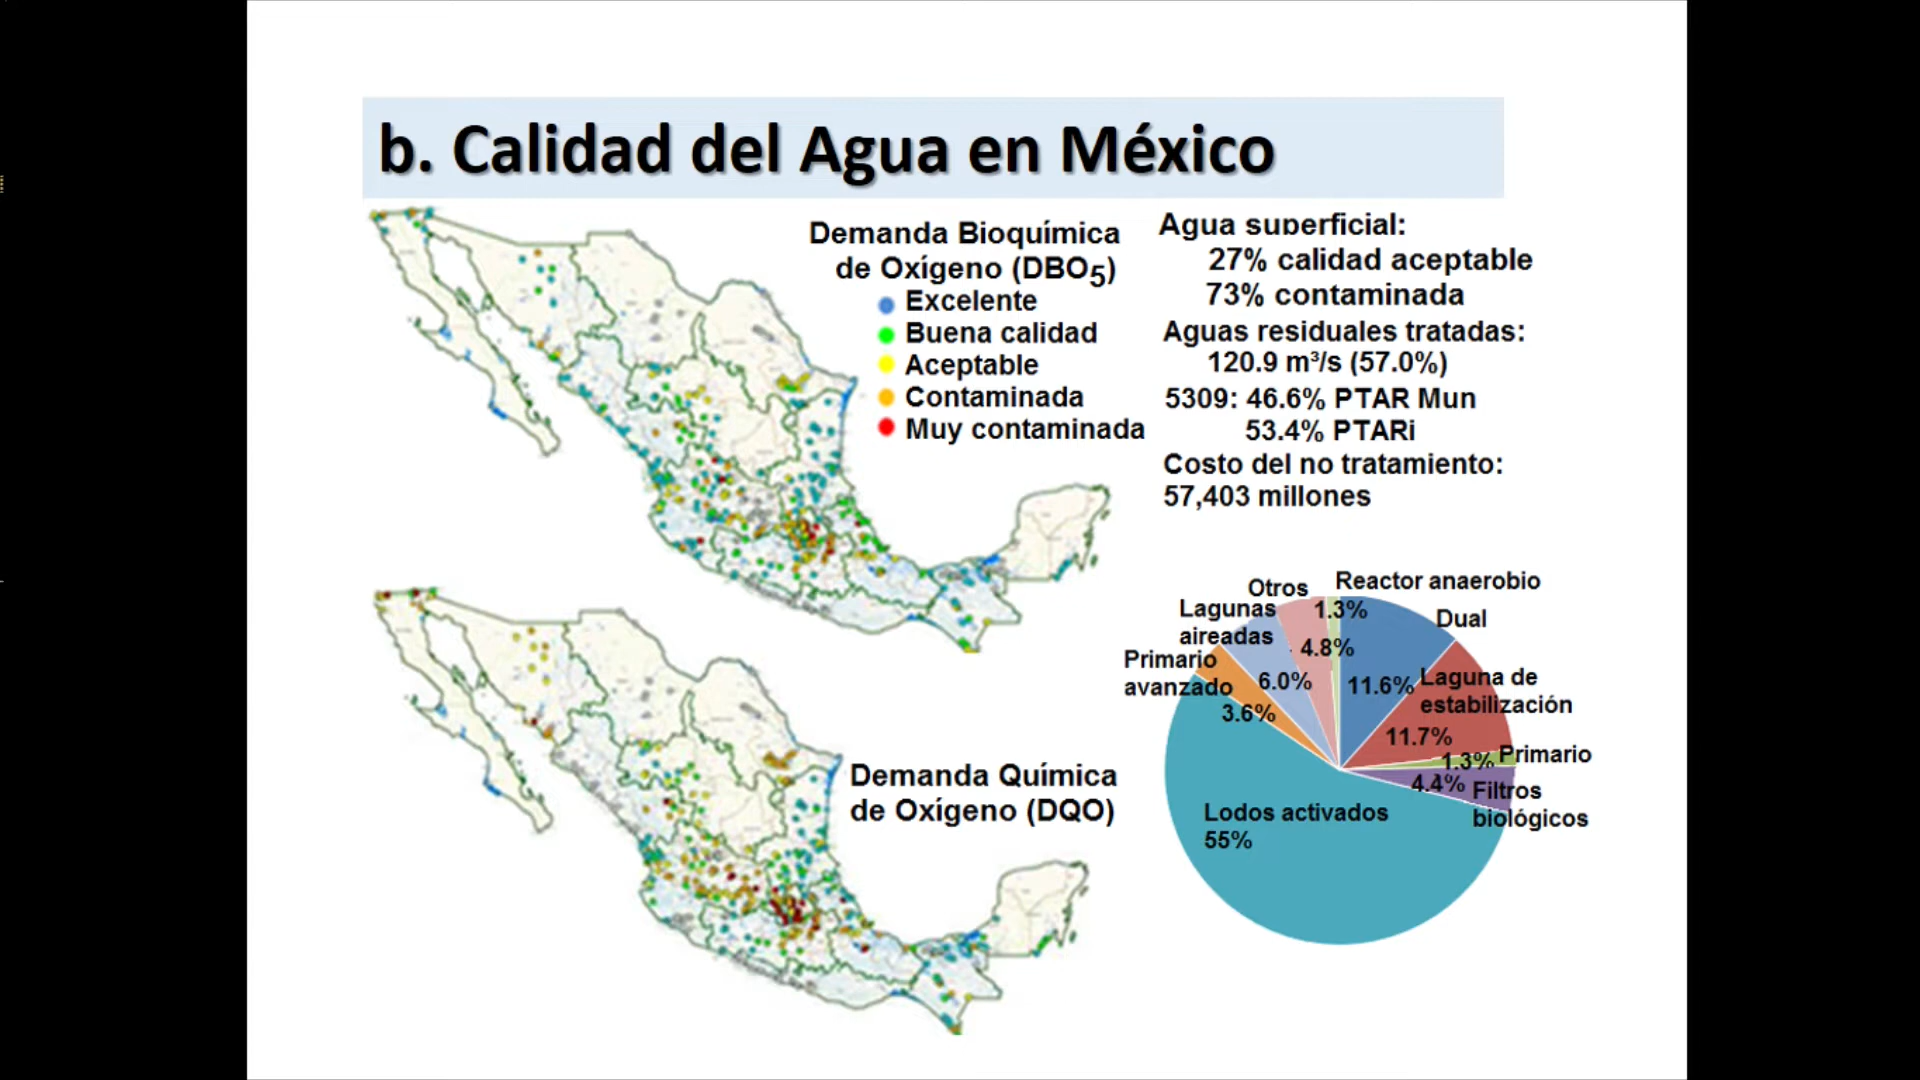 b. Calidad del Agua en México
Demanda Bioquímica
de Oxígeno (DBO5)
Excelente
Buena calidad
Aceptable
Contaminada
Muy contaminada
Agua superficial:
27% calidad aceptable
73% contaminada
Aguas residuales tratadas:
120.9 m³/s (57.0%)
5309: 46.6% PTAR Mun
53.4% PTARi
Costo del no tratamiento:
57,403 millones
Demanda Química
de Oxígeno (DQO)
Otros
4.8%
Reactor anaerobio
1.3%
Dual
11.6%
Laguna de
estabilización
11.7%
Primario
1.3%
Filtros
biológicos
4.4%
Lodos activados
55%
Primario
avanzado
3.6%
Lagunas
aireadas
6.0%